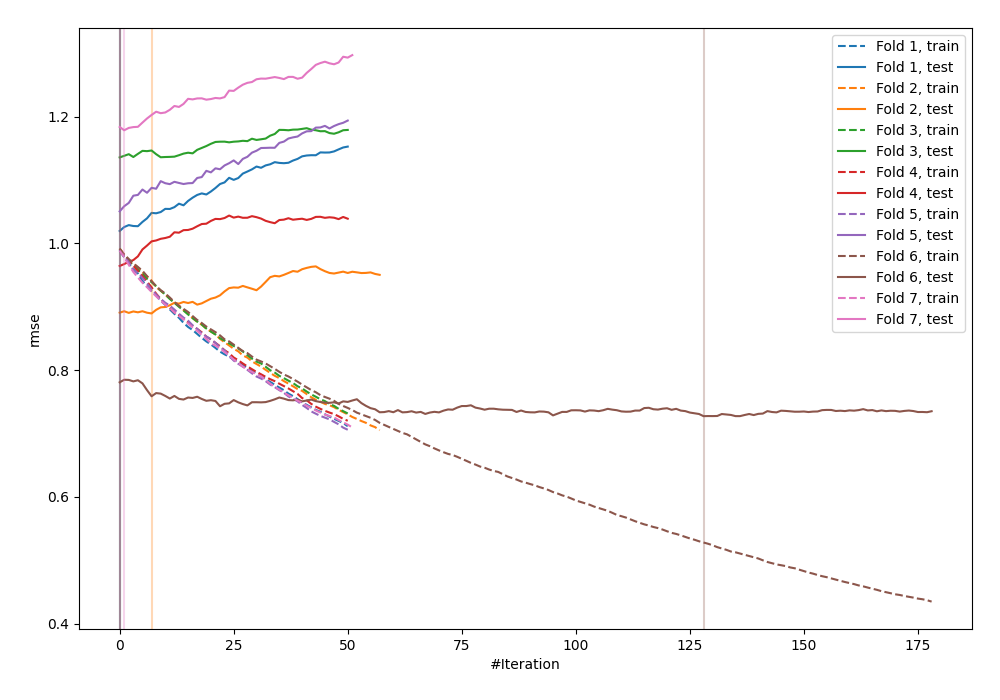 1.2
1.0
0.8
0.6
0.4
rmse
0
25
50
75
100
125
150
175
#Iteration
Fold 1, train
Fold 1, test
Fold 2, train
Fold 2, test
Fold 3, train
Fold 3, test
Fold 4, train
Fold 4, test
Fold 5, train
Fold 5, test
Fold 6, train
Fold 6, test
Fold 7, train
Fold 7, test